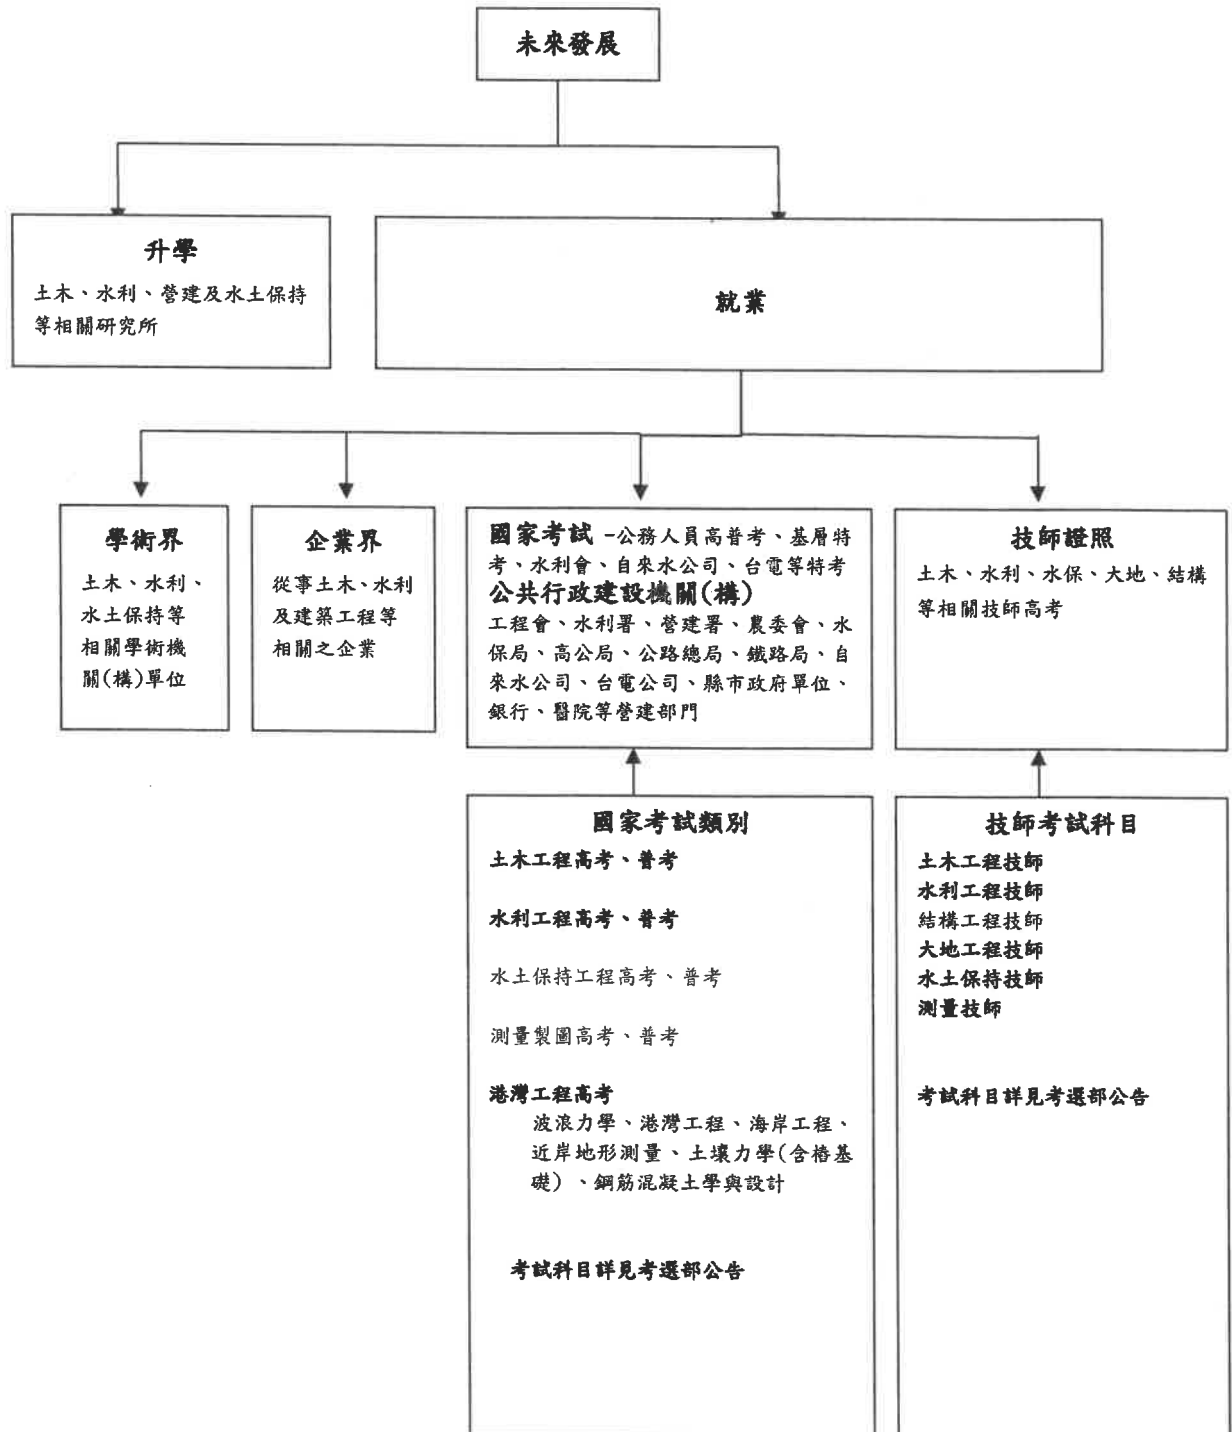 未來發展
升學
土木、水利、營建及水土保持
等相關研究所
就業
學術界
土木、水利、
水土保持等
相關學術機
關(構)單位
企業界
從事土木、水利
及建築工程等
相關之企業
國家考試 -公務人員高普考、基層特
考、水利會、自來水公司、台電等特考
公共行政建設機關(構)
工程會、水利署、營建署、農委會、水
保局、高公局、公路總局、鐵路局、自
來水公司、台電公司、縣市政府單位、
銀行、醫院等營建部門
技師證照
土木、水利、水保、大地、結構
等相關技師高考
國家考試類別
土木工程高考、普考
水利工程高考、普考
水土保持工程高考、普考
測量製圖高考、普考
港灣工程高考
波浪力學、港灣工程、海岸工程、
近岸地形測量、土壤力學(含樁基
礎)、鋼筋混凝土學與設計
考試科目詳見考選部公告
技師考試科目
土木工程技師
水利工程技師
結構工程技師
大地工程技師
水土保持技師
測量技師
考試科目詳見考選部公告